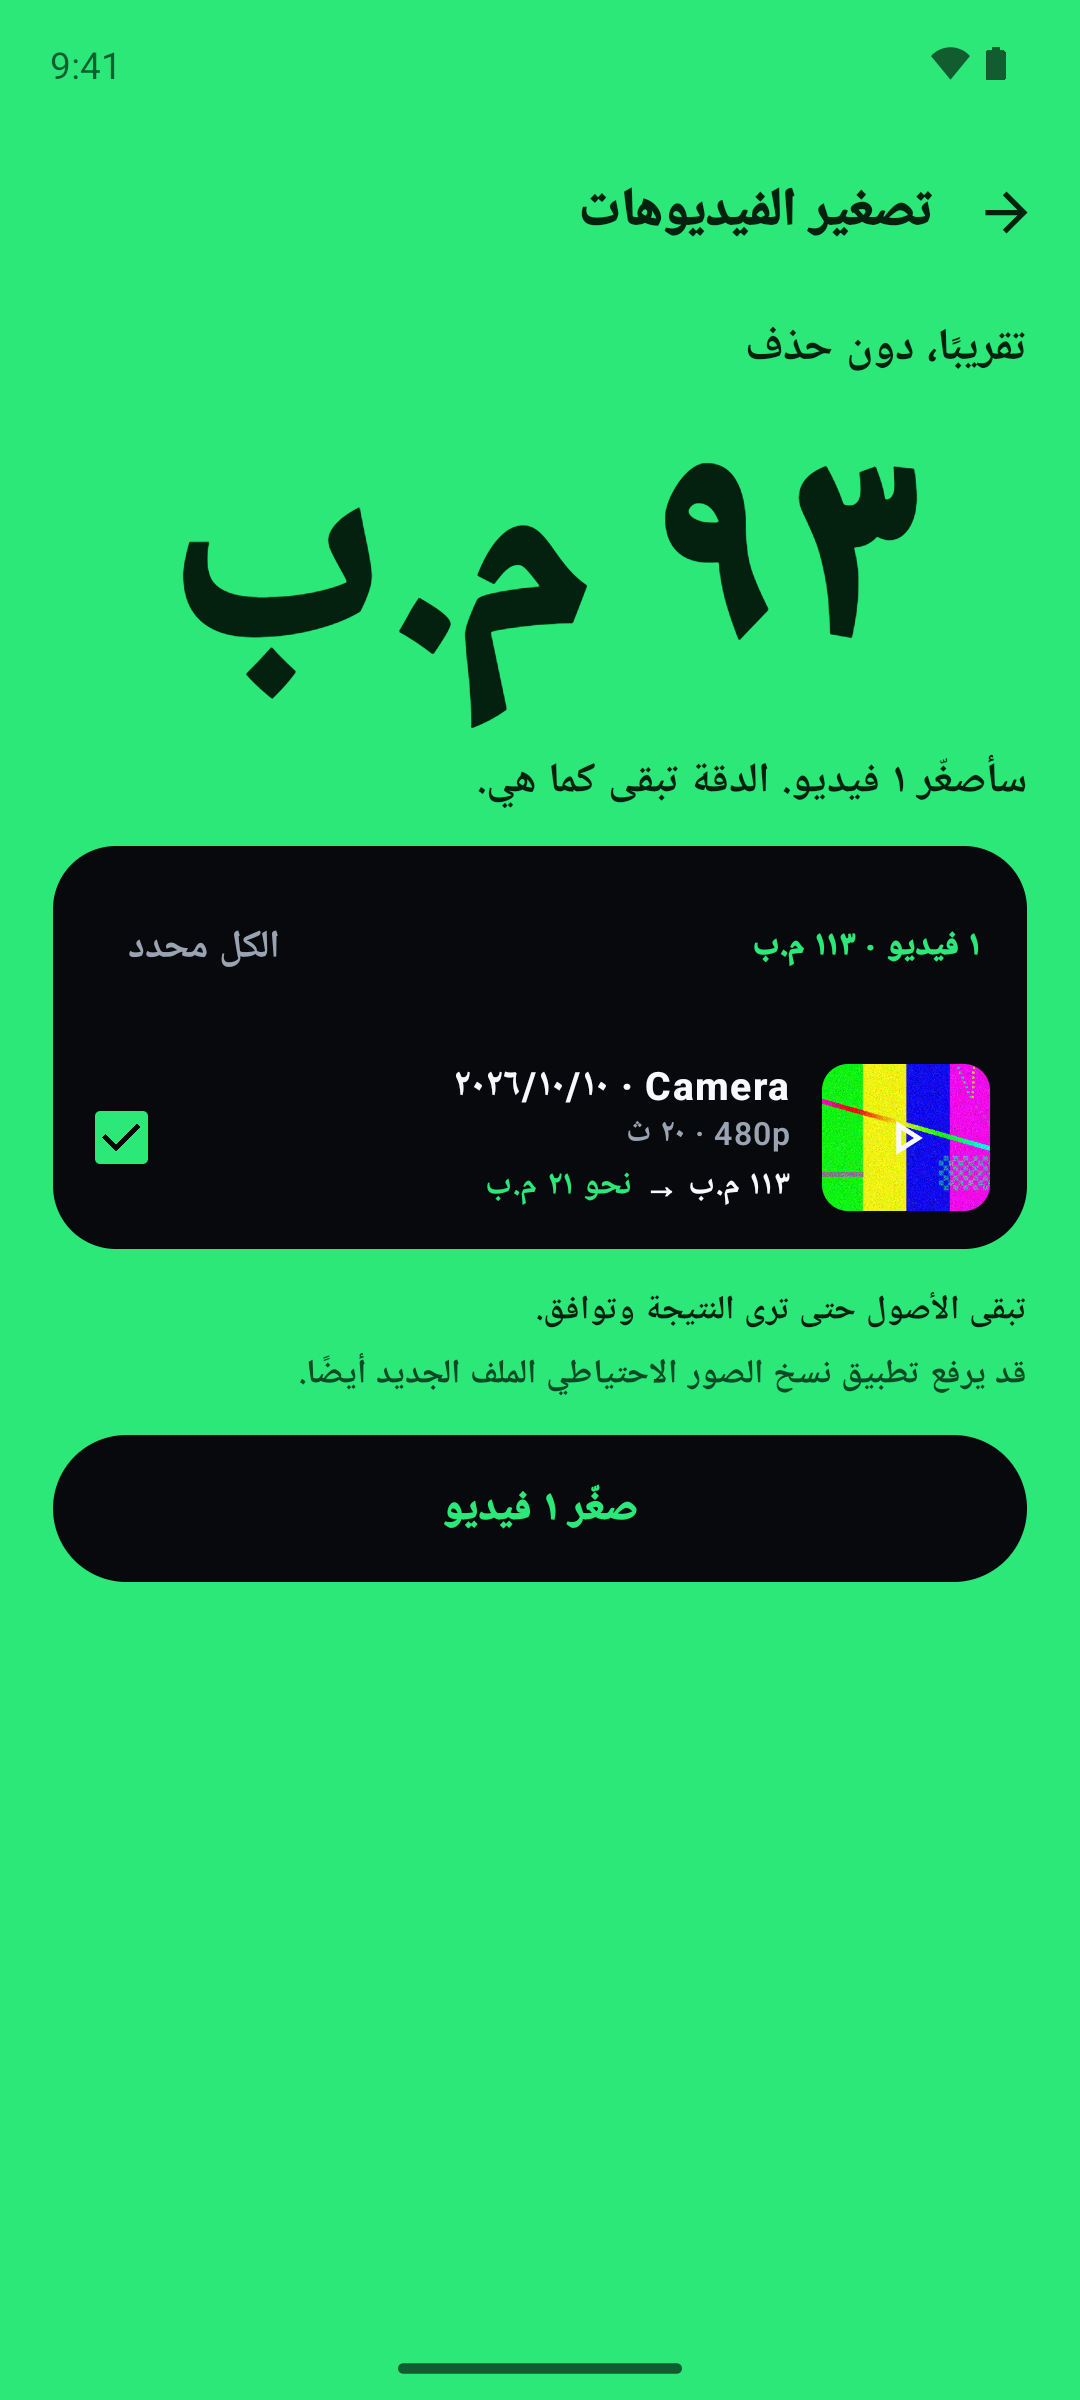 9:41
تصغير الفيديوهات
تقريبًا، دون حذف
٩٣ م.ب
سأصغّر ١ فيديو. الدقة تبقى كما هي.
١ فيديو · ١١٣ م.ب
الكل محدد
Camera · ٢٠٢٦/١٠/١٠
480p · ٢٠ ث
١١٣ م.ب → نحو ٢١ م.ب
تبقى الأصول حتى ترى النتيجة وتوافق.
قد يرفع تطبيق نسخ الصور الاحتياطي الملف الجديد أيضًا.
صغّر ١ فيديو